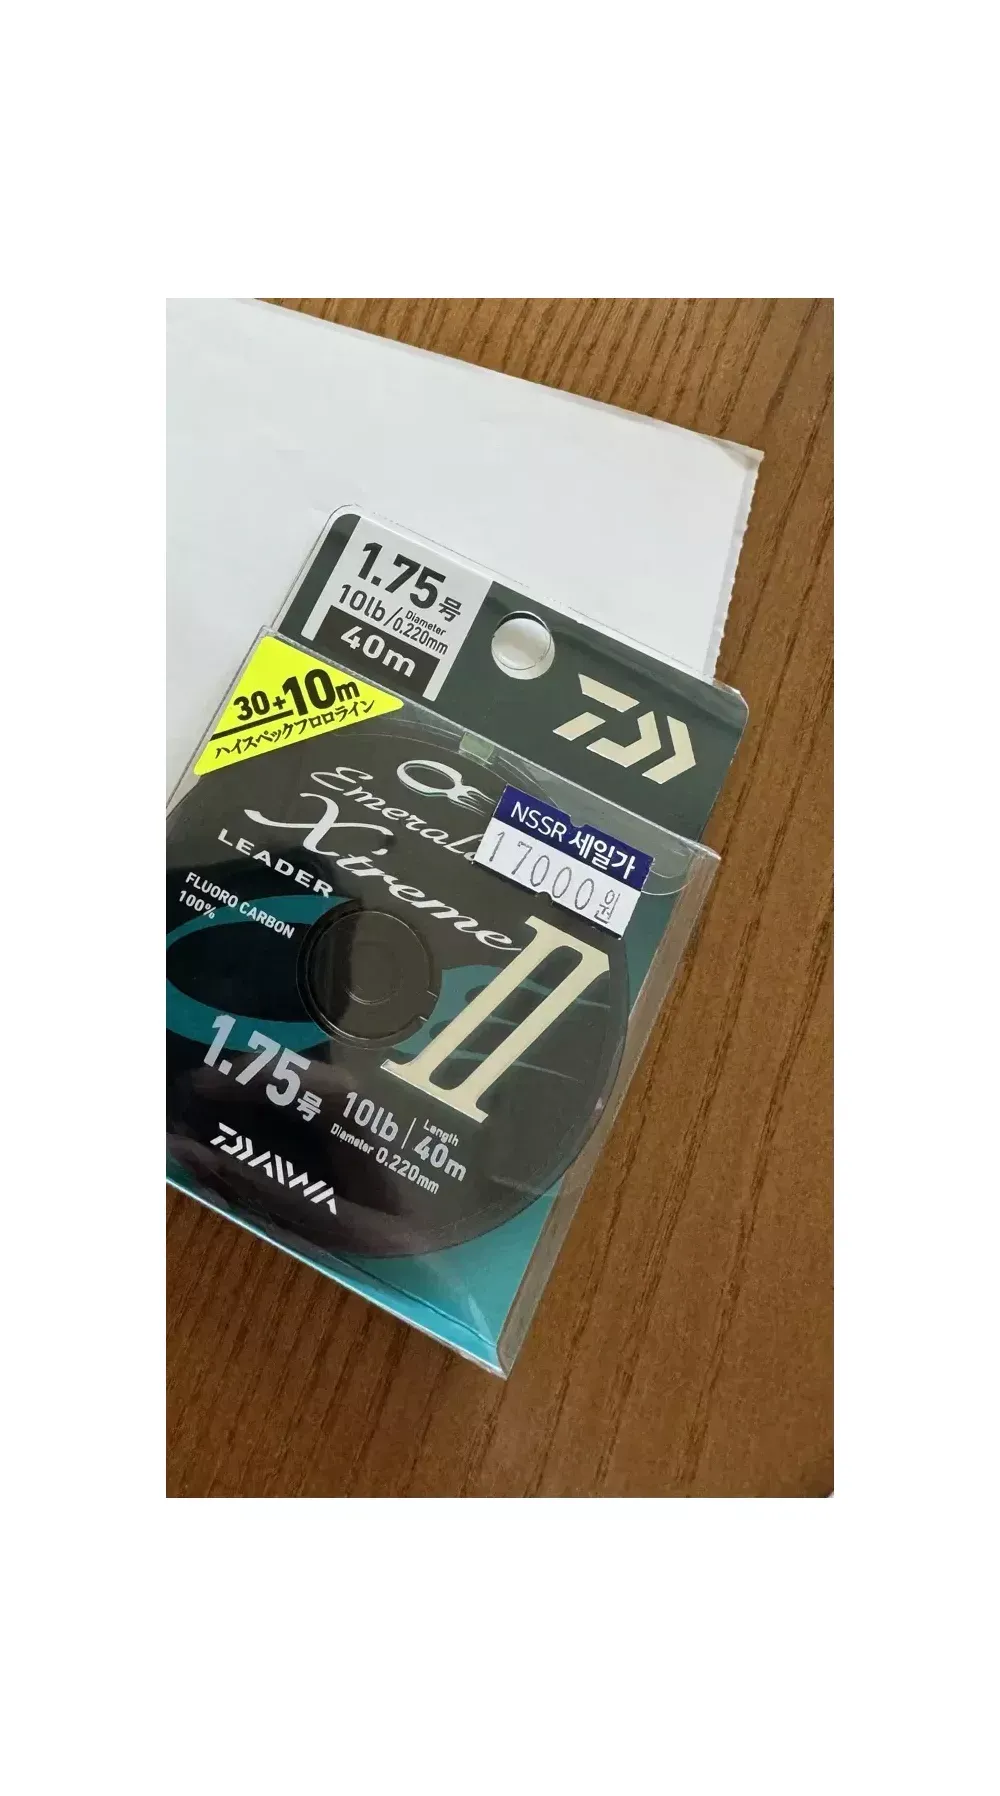 1.75号
10lb/Diameter 0.220mm
40m
30+10m
ハイスペックフロロライン
Emerald
NSSR 세일가
17000원
X'treme
II
LEADER
FLUORO CARBON
100%
1.75号
10lb
Diameter 0.220mm
Length
40m
DAIWA